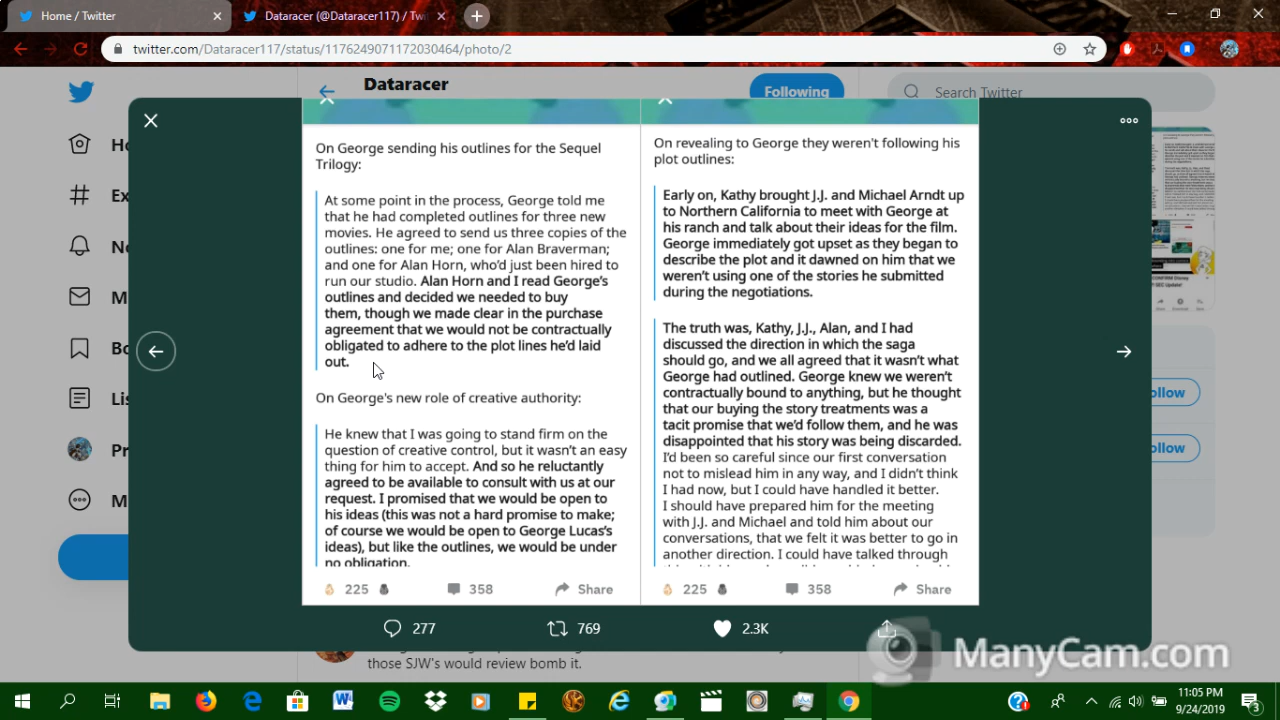 Home / Twitter
Dataracer (@Dataracer117) / Twi
twitter.com/Dataracer117/status/1176249071172030464/photo/2
Dataracer
Following
Search Twitter
On George sending his outlines for the Sequel
Trilogy:
At some point in the process, George told me
that he had completed outlines for three new
movies. He agreed to send us three copies of the
outlines: one for me; one for Alan Braverman;
and one for Alan Horn, who'd just been hired to
run our studio. Alan Horn and I read George's
outlines and decided we needed to buy
them, though we made clear in the purchase
agreement that we would not be contractually
obligated to adhere to the plot lines he'd laid
out.
On George's new role of creative authority:
He knew that I was going to stand firm on the
question of creative control, but it wasn't an easy
thing for him to accept. And so he reluctantly
agreed to be available to consult with us at our
request. I promised that we would be open to
his ideas (this was not a hard promise to make;
of course we would be open to George Lucas's
ideas), but like the outlines, we would be under
no obligation.
225
358
Share
On revealing to George they weren't following his
plot outlines:
Early on, Kathy brought J.J. and Michael Arndt up
to Northern California to meet with George at
his ranch and talk about their ideas for the film.
George immediately got upset as they began to
describe the plot and it dawned on him that we
weren't using one of the stories he submitted
during the negotiations.
The truth was, Kathy, J.J., Alan, and I had
discussed the direction in which the saga
should go, and we all agreed that it wasn't what
George had outlined. George knew we weren't
contractually bound to anything, but he thought
that our buying the story treatments was a
tacit promise that we'd follow them, and he was
disappointed that his story was being discarded.
I'd been so careful since our first conversation
not to mislead him in any way, and I didn't think
I had now, but I could have handled it better.
I should have prepared him for the meeting
with J.J. and Michael and told him about our
conversations, that we felt it was better to go in
another direction. I could have talked through
225
358
Share
277
769
2.3K
those SJW's would review bomb it.
Ho
Ex
No
M
Bo
Lis
Pr
M
ollow
ollow
ManyCam.com
11:05 PM
9/24/2019
3